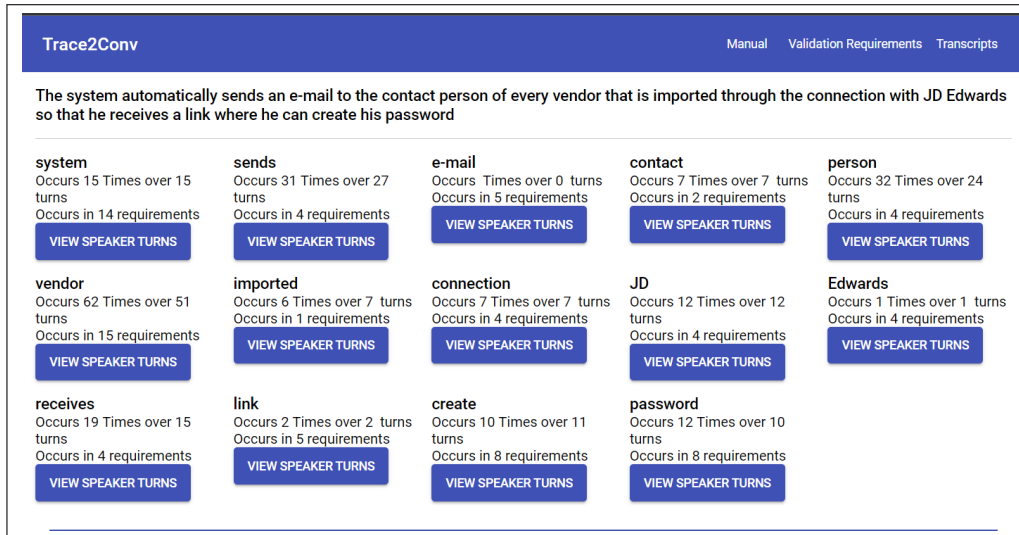 Trace2Conv
Manual Validation Requirements Transcripts
The system automatically sends an e-mail to the contact person of every vendor that is imported through the connection with JD Edwards
so that he receives a link where he can create his password
system
Occurs 15 Times over 15
turns
Occurs in 14 requirements
VIEW SPEAKER TURNS
sends
Occurs 31 Times over 27
turns
Occurs in 4 requirements
VIEW SPEAKER TURNS
e-mail
Occurs Times over 0 turns
Occurs in 5 requirements
VIEW SPEAKER TURNS
contact
Occurs 7 Times over 7 turns
Occurs in 2 requirements
VIEW SPEAKER TURNS
person
Occurs 32 Times over 24
turns
Occurs in 4 requirements
VIEW SPEAKER TURNS
vendor
Occurs 62 Times over 51
turns
Occurs in 15 requirements
VIEW SPEAKER TURNS
imported
Occurs 6 Times over 7 turns
Occurs in 1 requirements
VIEW SPEAKER TURNS
connection
Occurs 7 Times over 7 turns
Occurs in 4 requirements
VIEW SPEAKER TURNS
JD
Occurs 12 Times over 12
turns
Occurs in 4 requirements
VIEW SPEAKER TURNS
Edwards
Occurs 1 Times over 1 turns
Occurs in 4 requirements
VIEW SPEAKER TURNS
receives
Occurs 19 Times over 15
turns
Occurs in 4 requirements
VIEW SPEAKER TURNS
link
Occurs 2 Times over 2 turns
Occurs in 5 requirements
VIEW SPEAKER TURNS
create
Occurs 10 Times over 11
turns
Occurs in 8 requirements
VIEW SPEAKER TURNS
password
Occurs 12 Times over 10
turns
Occurs in 8 requirements
VIEW SPEAKER TURNS